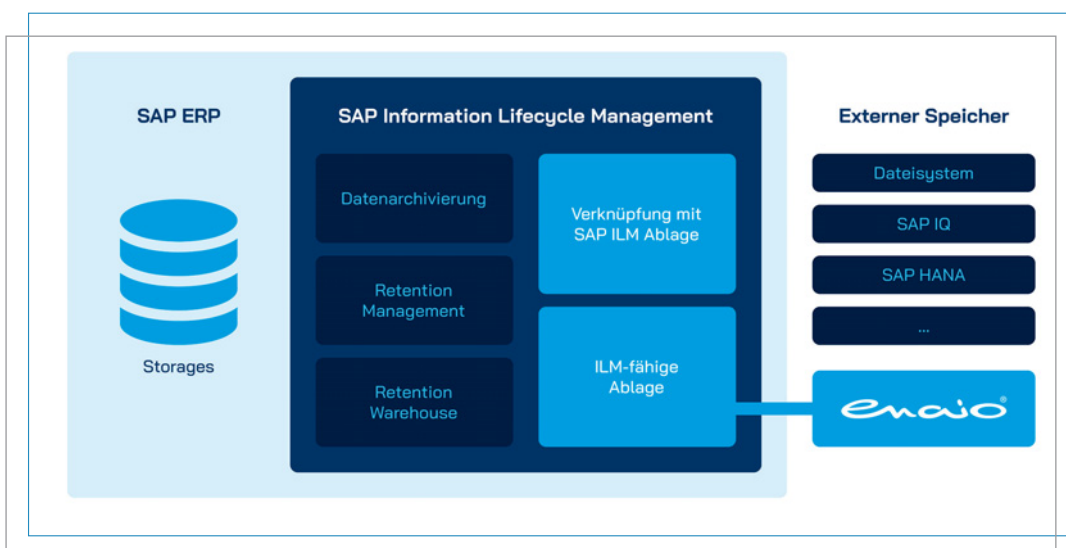 SAP ERP
Storages
SAP Information Lifecycle Management
Datenarchivierung
Retention
Management
Retention
Warehouse
Verknüpfung mit
SAP ILM Ablage
ILM-fähige
Ablage
Externer Speicher
Dateisystem
SAP IQ
SAP HANA
...
enaio®